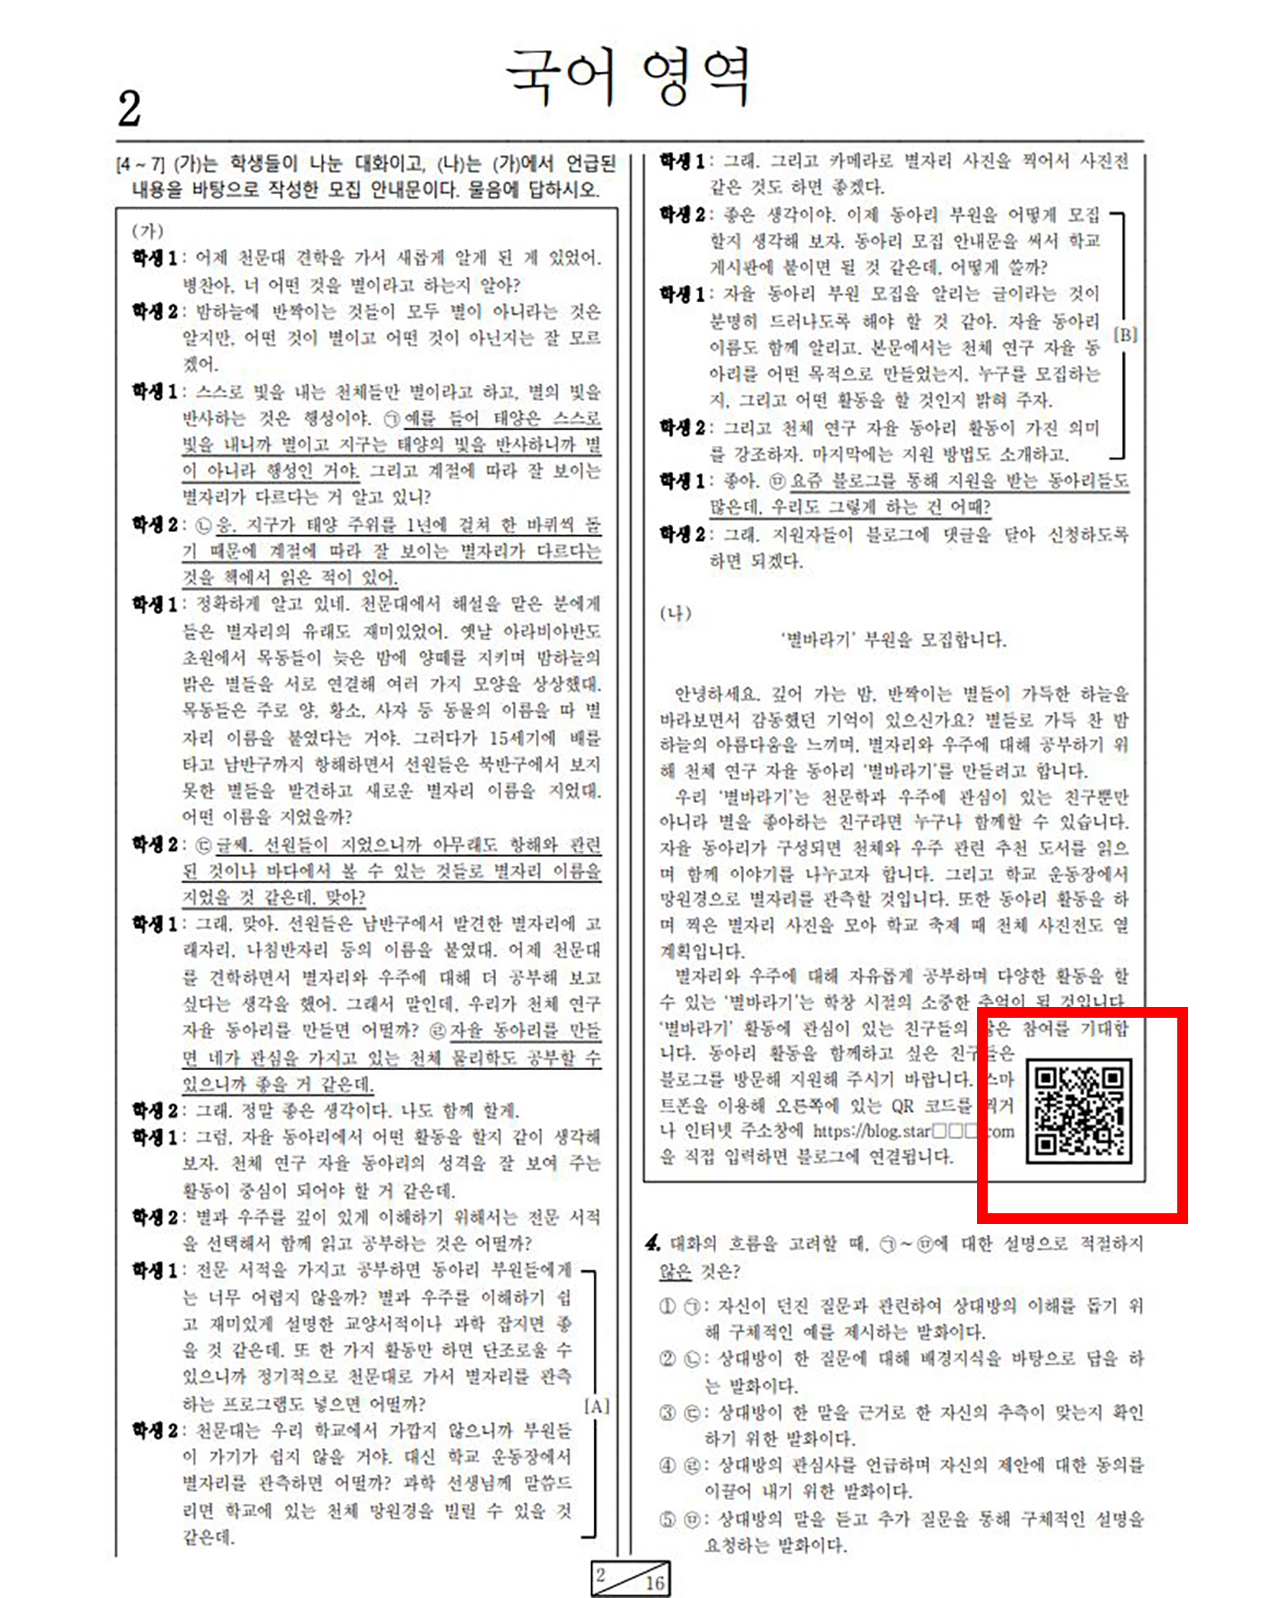 국어 영역
2
[4 ~ 7] (가)는 학생들이 나눈 대화이고, (나)는 (가)에서 언급된
내용을 바탕으로 작성한 모집 안내문이다. 물음에 답하시오.
(가)
학생 1 : 어제 천문대 견학을 가서 새롭게 알게 된 게 있었어.
병찬아, 너 어떤 것을 별이라고 하는지 알아?
학생 2 : 밤하늘에 반짝이는 것들이 모두 별이 아니라는 것은
알지만, 어떤 것이 별이고 어떤 것이 아닌지는 잘 모르
겠어.
학생 1 : 스스로 빛을 내는 천체들만 별이라고 하고, 별의 빛을
반사하는 것은 행성이야. ㉠ 예를 들어 태양은 스스로
빛을 내니까 별이고 지구는 태양의 빛을 반사하니까 별
이 아니라 행성인 거야. 그리고 계절에 따라 잘 보이는
별자리가 다르다는 거 알고 있니?
학생 2 : ㉡ 응. 지구가 태양 주위를 1년에 걸쳐 한 바퀴씩 돌
기 때문에 계절에 따라 잘 보이는 별자리가 다르다는
것을 책에서 읽은 적이 있어.
학생 1 : 정확하게 알고 있네. 천문대에서 해설을 맡은 분에게
들은 별자리의 유래도 재미있었어. 옛날 아라비아반도
초원에서 목동들이 늦은 밤에 양떼를 지키며 밤하늘의
밝은 별들을 서로 연결해 여러 가지 모양을 상상했대.
목동들은 주로 양, 황소, 사자 등 동물의 이름을 따 별
자리 이름을 붙였다는 거야. 그러다가 15세기에 배를
타고 남반구까지 항해하면서 선원들은 북반구에서 보지
못한 별들을 발견하고 새로운 별자리 이름을 지었대.
어떤 이름을 지었을까?
학생 2 : ㉢ 글쎄. 선원들이 지었으니까 아무래도 항해와 관련
된 것이나 바다에서 볼 수 있는 것들로 별자리 이름을
지었을 것 같은데, 맞아?
학생 1 : 그래, 맞아. 선원들은 남반구에서 발견한 별자리에 고
래자리, 나침반자리 등의 이름을 붙였대. 어제 천문대
를 견학하면서 별자리와 우주에 대해 더 공부해 보고
싶다는 생각을 했어. 그래서 말인데, 우리가 천체 연구
자율 동아리를 만들면 어떨까? ㉣ 자율 동아리를 만들
면 네가 관심을 가지고 있는 천체 물리학도 공부할 수
있으니까 좋을 거 같은데.
학생 2 : 그래. 정말 좋은 생각이다. 나도 함께 할게.
학생 1 : 그럼, 자율 동아리에서 어떤 활동을 할지 같이 생각해
보자. 천체 연구 자율 동아리의 성격을 잘 보여 주는
활동이 중심이 되어야 할 거 같은데.
학생 2 : 별과 우주를 깊이 있게 이해하기 위해서는 전문 서적
을 선택해서 함께 읽고 공부하는 것은 어떨까?
학생 1 : 전문 서적을 가지고 공부하면 동아리 부원들에게
는 너무 어렵지 않을까? 별과 우주를 이해하기 쉽
고 재미있게 설명한 교양서적이나 과학 잡지면 좋
을 것 같은데. 또 한 가지 활동만 하면 단조로울 수
있으니까 정기적으로 천문대로 가서 별자리를 관측
하는 프로그램도 넣으면 어떨까?
[A]
학생 2 : 천문대는 우리 학교에서 가깝지 않으니까 부원들
이 가기가 쉽지 않을 거야. 대신 학교 운동장에서
별자리를 관측하면 어떨까? 과학 선생님께 말씀드
리면 학교에 있는 천체 망원경을 빌릴 수 있을 것
같은데.
학생 1 : 그래. 그리고 카메라로 별자리 사진을 찍어서 사진전
같은 것도 하면 좋겠다.
학생 2 : 좋은 생각이야. 이제 동아리 부원을 어떻게 모집
할지 생각해 보자. 동아리 모집 안내문을 써서 학교
게시판에 붙이면 될 것 같은데, 어떻게 쓸까?
학생 1 : 자율 동아리 부원 모집을 알리는 글이라는 것이
분명히 드러나도록 해야 할 것 같아. 자율 동아리
[B]
이름도 함께 알리고. 본문에서는 천체 연구 자율 동
아리를 어떤 목적으로 만들었는지, 누구를 모집하는
지, 그리고 어떤 활동을 할 것인지 밝혀 주자.
학생 2 : 그리고 천체 연구 자율 동아리 활동이 가진 의미
를 강조하자. 마지막에는 지원 방법도 소개하고.
학생 1 : 좋아. ㉤ 요즘 블로그를 통해 지원을 받는 동아리들도
많은데, 우리도 그렇게 하는 건 어때?
학생 2 : 그래. 지원자들이 블로그에 댓글을 달아 신청하도록
하면 되겠다.
(나)
‘별바라기’ 부원을 모집합니다.
안녕하세요. 깊어 가는 밤, 반짝이는 별들이 가득한 하늘을
바라보면서 감동했던 기억이 있으신가요? 별들로 가득 찬 밤
하늘의 아름다움을 느끼며, 별자리와 우주에 대해 공부하기 위
해 천체 연구 자율 동아리 ‘별바라기’를 만들려고 합니다.
우리 ‘별바라기’는 천문학과 우주에 관심이 있는 친구뿐만
아니라 별을 좋아하는 친구라면 누구나 함께할 수 있습니다.
자율 동아리가 구성되면 천체와 우주 관련 추천 도서를 읽으
며 함께 이야기를 나누고자 합니다. 그리고 학교 운동장에서
망원경으로 별자리를 관측할 것입니다. 또한 동아리 활동을 하
며 찍은 별자리 사진을 모아 학교 축제 때 천체 사진전도 열
계획입니다.
별자리와 우주에 대해 자유롭게 공부하며 다양한 활동을 할
수 있는 ‘별바라기’는 학창 시절의 소중한 추억이 될 것입니다.
‘별바라기’ 활동에 관심이 있는 친구들의 많은 참여를 기대합
니다. 동아리 활동을 함께하고 싶은 친구들은
블로그를 방문해 지원해 주시기 바랍니다. 스마
트폰을 이용해 오른쪽에 있는 QR 코드를 찍거
나 인터넷 주소창에 https://blog.star□□□.com
을 직접 입력하면 블로그에 연결됩니다.
4. 대화의 흐름을 고려할 때, ㉠～㉤에 대한 설명으로 적절하지
않은 것은?
① ㉠ : 자신이 던진 질문과 관련하여 상대방의 이해를 돕기 위
해 구체적인 예를 제시하는 발화이다.
② ㉡ : 상대방이 한 질문에 대해 배경지식을 바탕으로 답을 하
는 발화이다.
③ ㉢ : 상대방이 한 말을 근거로 한 자신의 추측이 맞는지 확인
하기 위한 발화이다.
④ ㉣ : 상대방의 관심사를 언급하며 자신의 제안에 대한 동의를
이끌어 내기 위한 발화이다.
⑤ ㉤ : 상대방의 말을 듣고 추가 질문을 통해 구체적인 설명을
요청하는 발화이다.
2 16